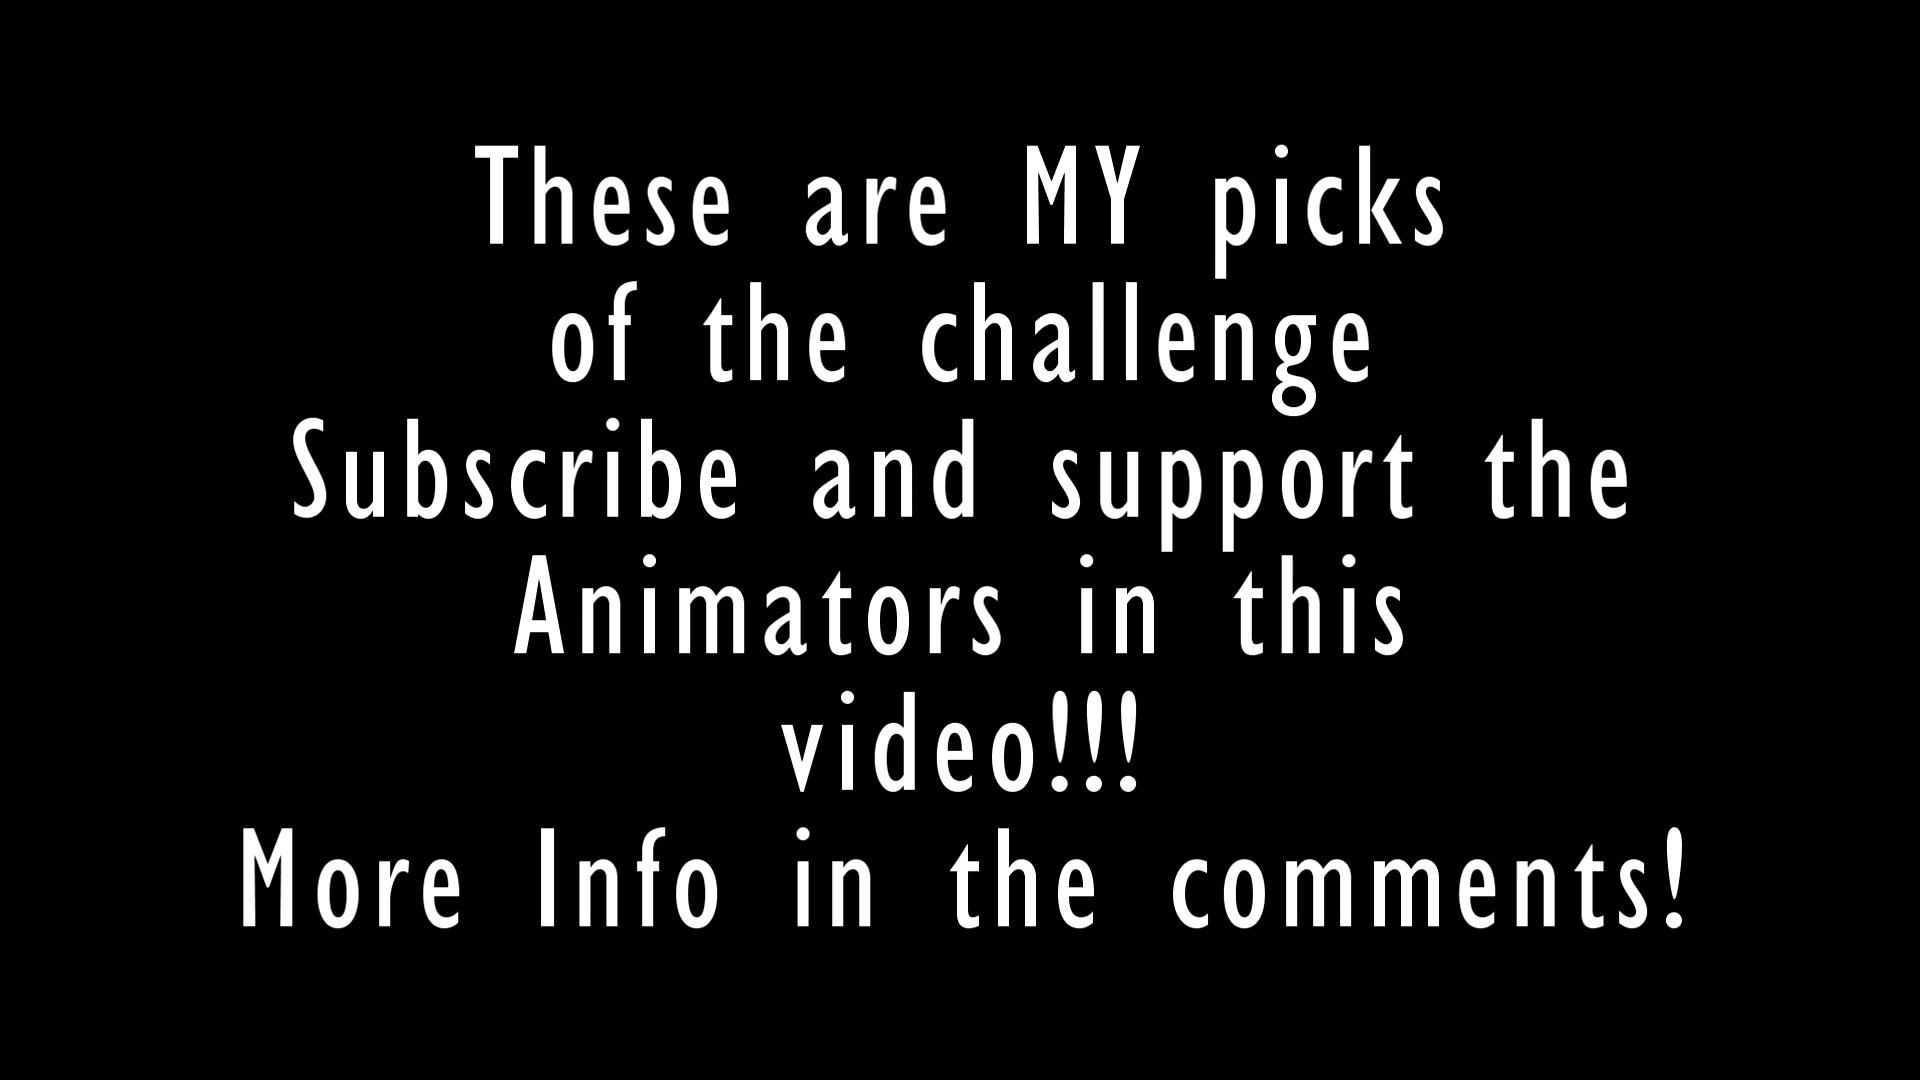 These are MY picks
of the challenge
Subscribe and support the
Animators in this
video!!!
More Info in the comments!